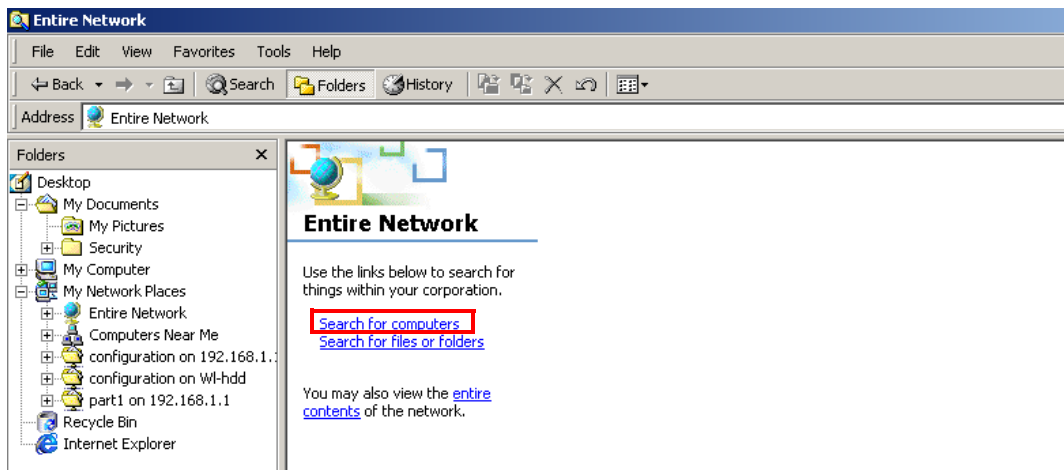 Entire Network
File Edit View Favorites Tools Help
Back Search Folders History
Address Entire Network
Folders
Desktop
My Documents
My Pictures
Security
My Computer
My Network Places
Entire Network
Computers Near Me
configuration on 192.168.1.
configuration on Wl-hdd
part1 on 192.168.1.1
Recycle Bin
Internet Explorer
Entire Network
Use the links below to search for
things within your corporation.
Search for computers
Search for files or folders
You may also view the entire
contents of the network.